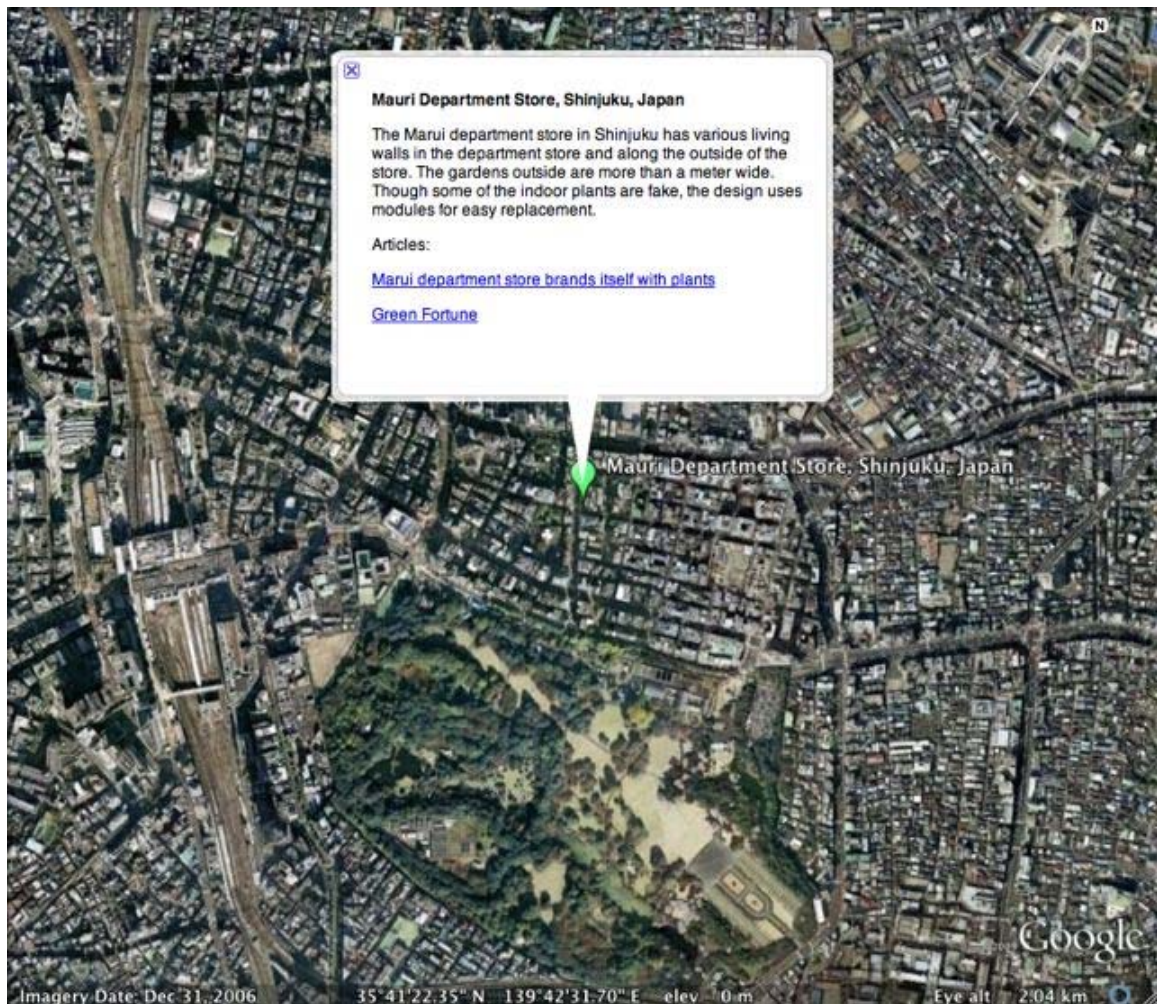 N
Mauri Department Store, Shinjuku, Japan
The Marui department store in Shinjuku has various living
walls in the department store and along the outside of the
store. The gardens outside are more than a meter wide.
Though some of the indoor plants are fake, the design uses
modules for easy replacement.
Articles:
Marui department store brands itself with plants
Green Fortune
Mauri Department Store, Shinjuku, Japan
Google
Imagery Date: Dec 31, 2006 35°41'22.35" N 139°42'31.70" E elev 0 m Eye alt 2.04 km